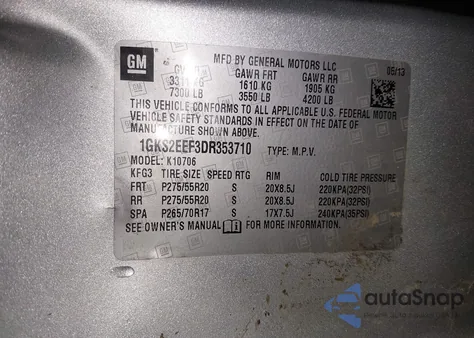 GM
MFD BY GENERAL MOTORS LLC
05/13
GAWR FRT GAWR RR
1610 KG 1905 KG
7300 LB 3550 LB 4200 LB
THIS VEHICLE CONFORMS TO ALL APPLICABLE U.S. FEDERAL MOTOR
VEHICLE SAFETY STANDARDS IN EFFECT ON THE DATE OF
MANUFACTURE SHOWN ABOVE.
1GKS2EEF3DR353710 TYPE: M.P.V.
MODEL: K10706
KFG3 TIRE SIZE SPEED RTG RIM COLD TIRE PRESSURE
FRT P275/55R20 S 20X8.5J 220KPA(32PSI)
RR P275/55R20 S 20X8.5J 220KPA(32PSI)
SPA P265/70R17 S 17X7.5J 240KPA(35PSI)
SEE OWNER'S MANUAL FOR MORE INFORMATION.
autoSnap